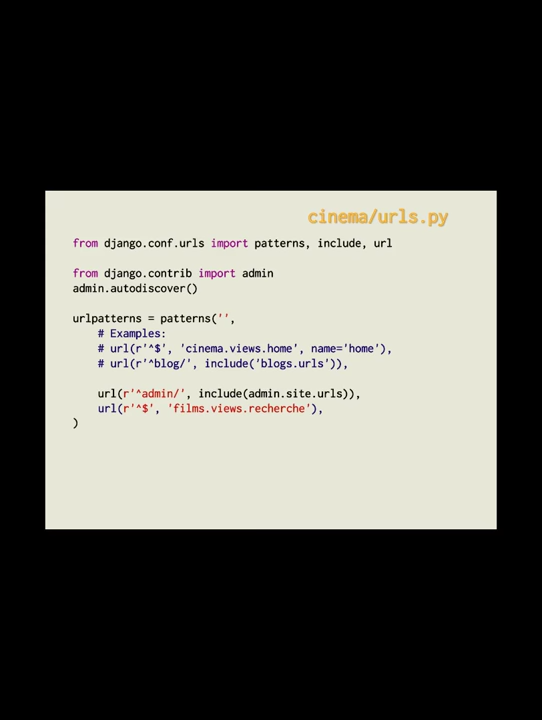 cinema/urls.py
from django.conf.urls import patterns, include, url
from django.contrib import admin
admin.autodiscover()
urlpatterns = patterns('',
# Examples:
# url(r'^$', 'cinema.views.home', name='home'),
# url(r'^blog/', include('blogs.urls')),
url(r'^admin/', include(admin.site.urls)),
url(r'^$', 'films.views.recherche'),
)